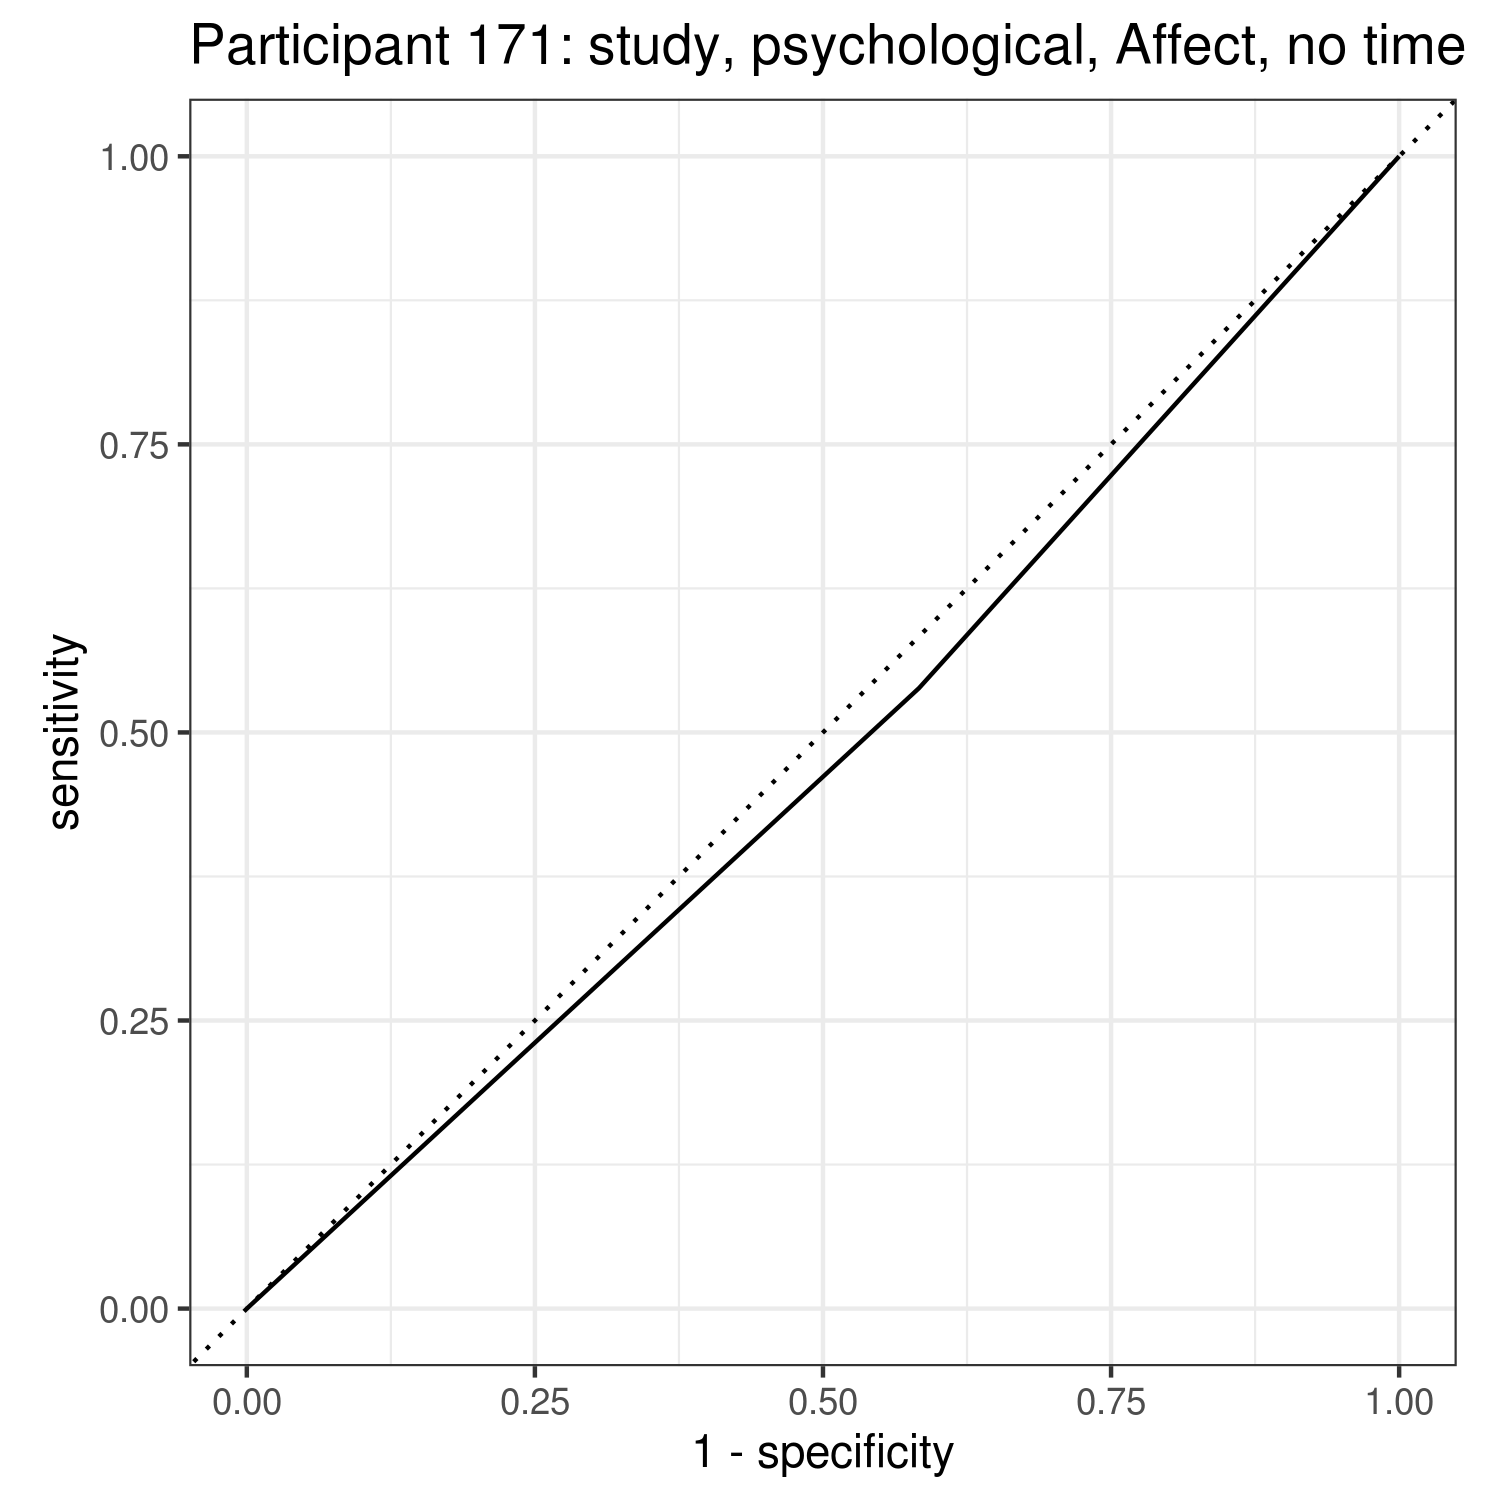 Participant 171: study, psychological, Affect, no time
1.00
0.75
0.50
0.25
0.00
sensitivity
0.00 0.25 0.50 0.75 1.00
1 - specificity